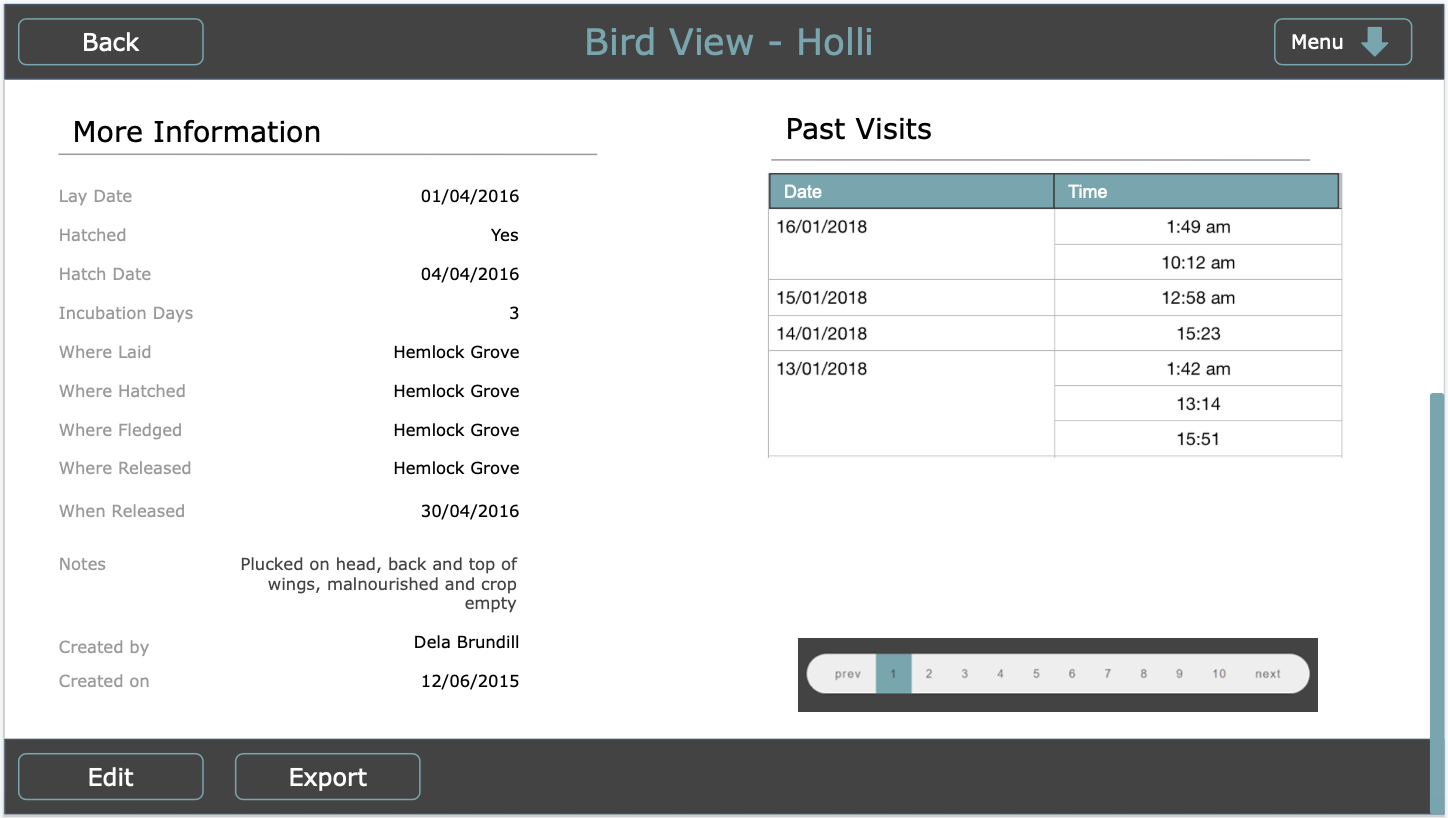 Back
Bird View - Holli
Menu
More Information
Lay Date 01/04/2016
Hatched Yes
Hatch Date 04/04/2016
Incubation Days 3
Where Laid Hemlock Grove
Where Hatched Hemlock Grove
Where Fledged Hemlock Grove
Where Released Hemlock Grove
When Released 30/04/2016
Notes Plucked on head, back and top of
wings, malnourished and crop
empty
Created by Dela Brundill
Created on 12/06/2015
Past Visits
Date Time
16/01/2018 1:49 am
10:12 am
15/01/2018 12:58 am
14/01/2018 15:23
13/01/2018 1:42 am
13:14
15:51
prev 1 2 3 4 5 6 7 8 9 10 next
Edit Export